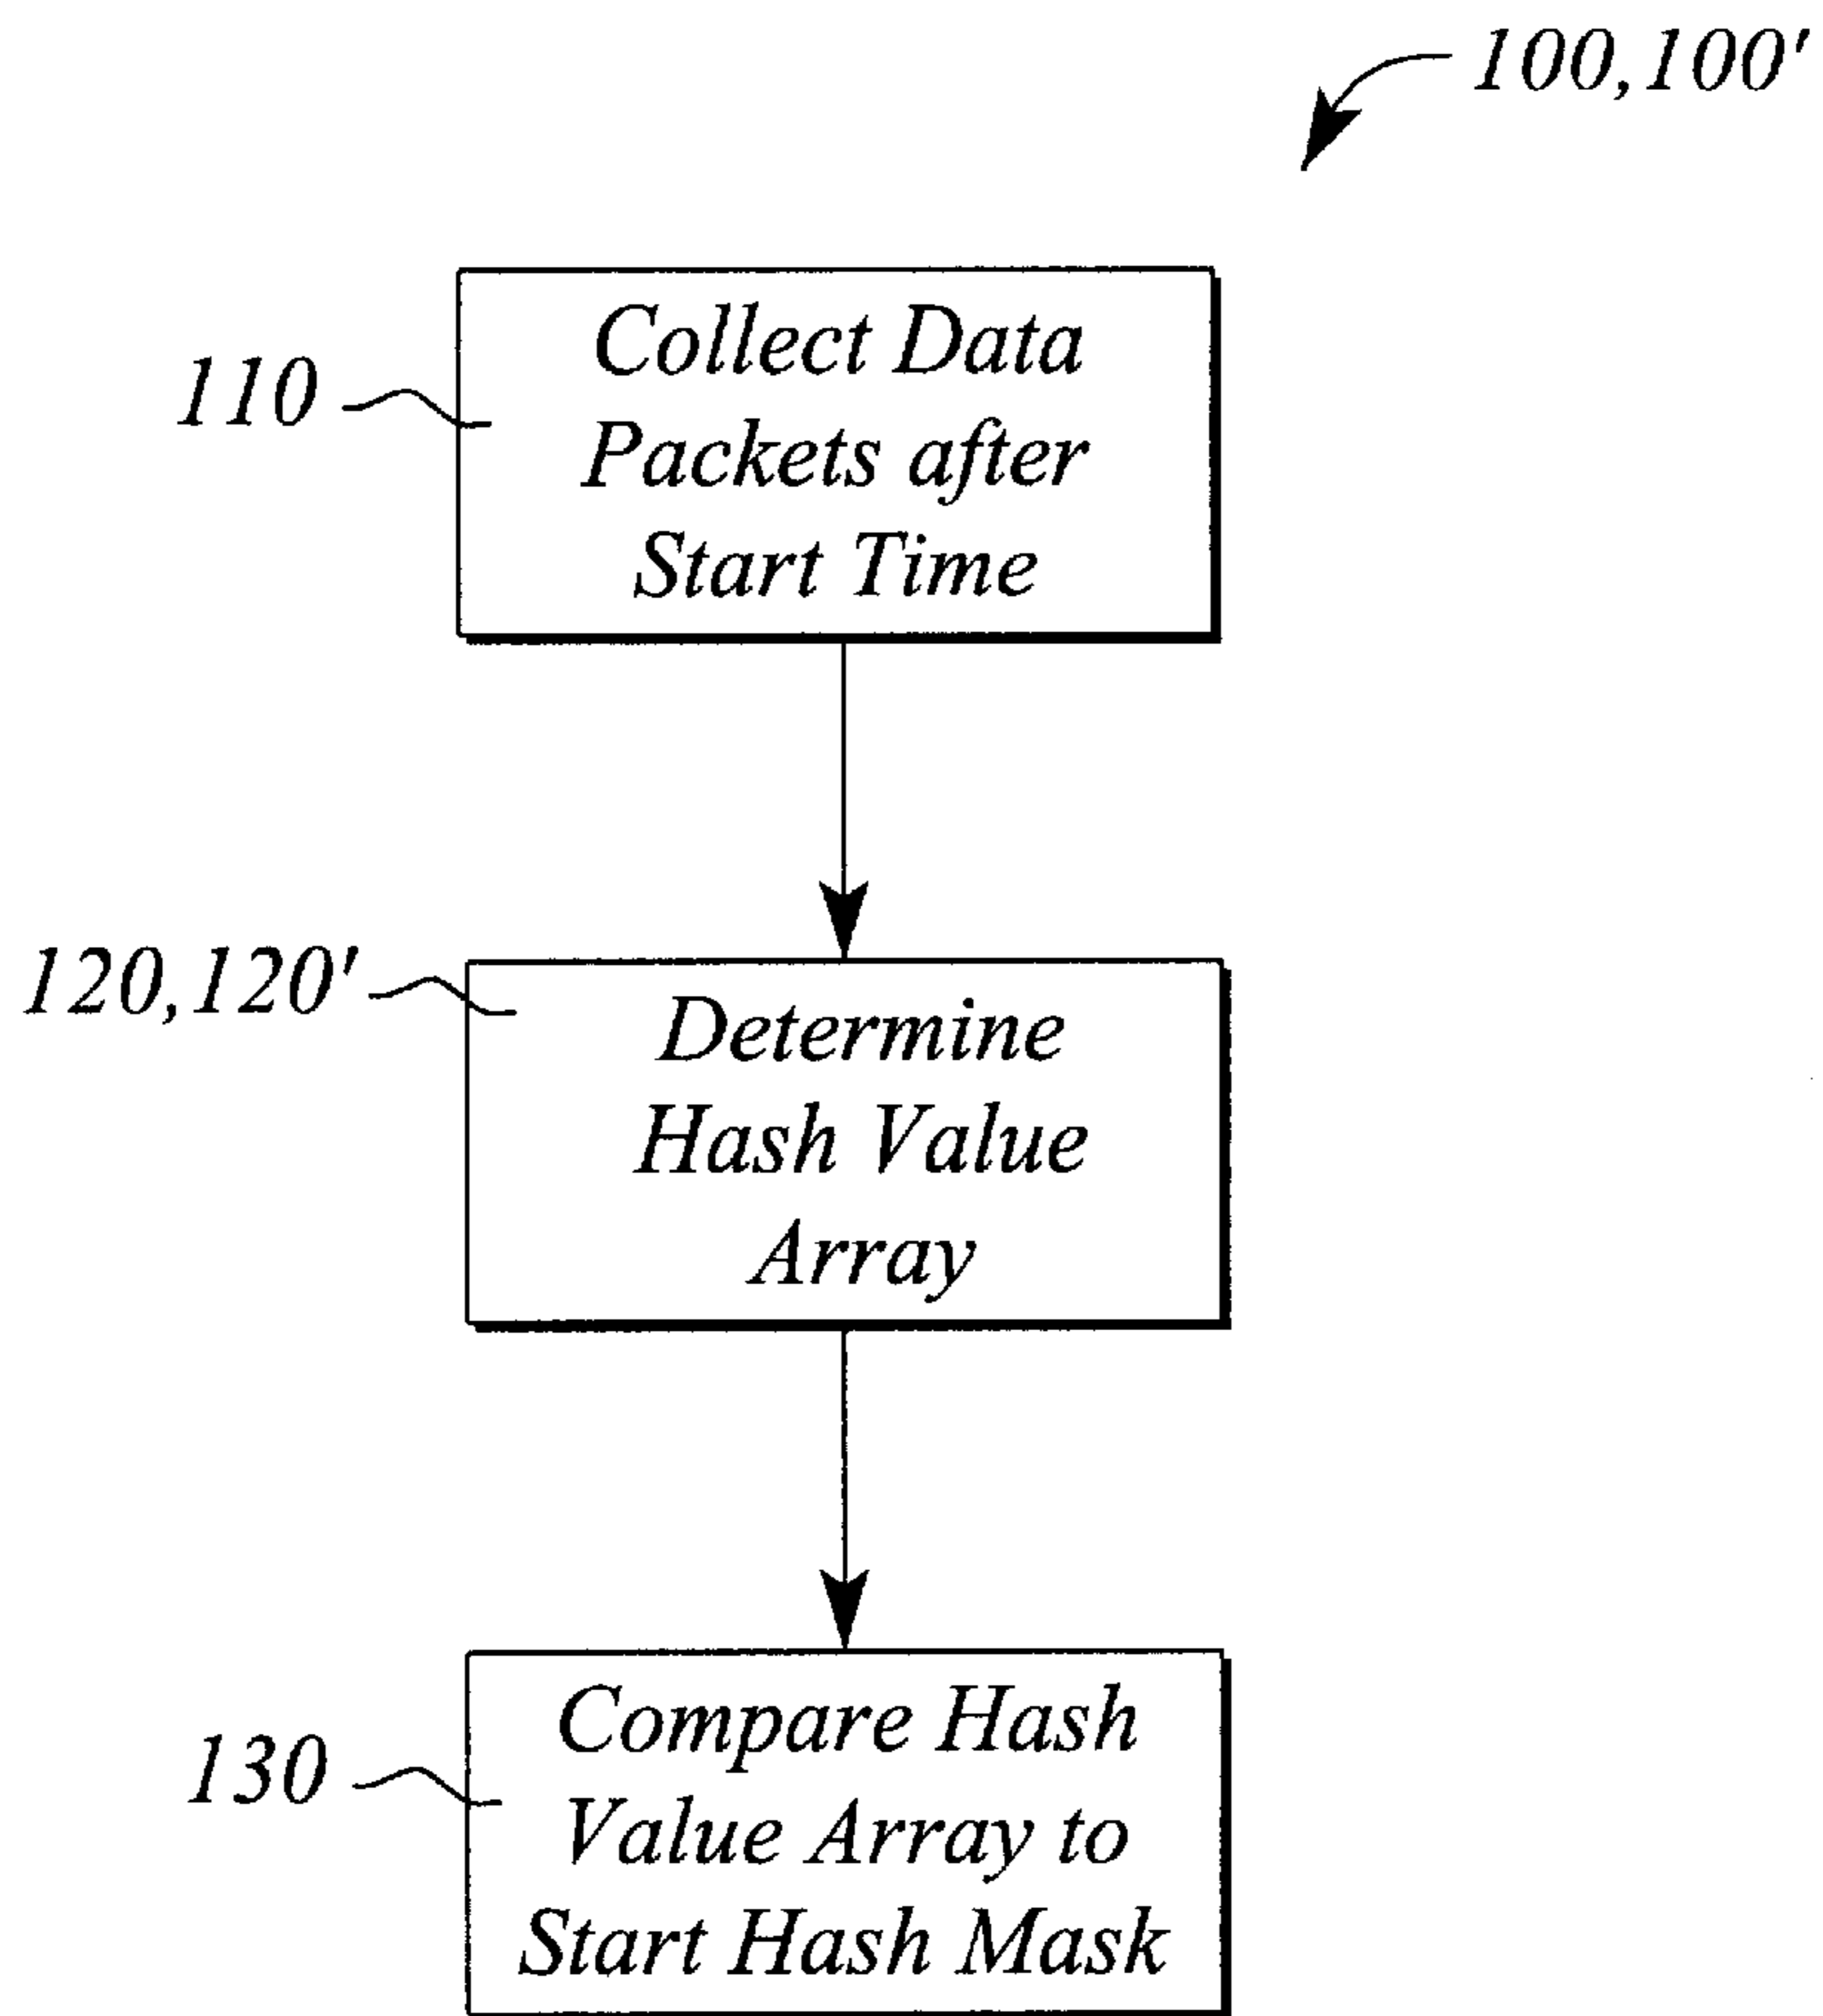 100,100'
110
Collect Data
Packets after
Start Time
120,120'
Determine
Hash Value
Array
130
Compare Hash
Value Array to
Start Hash Mask